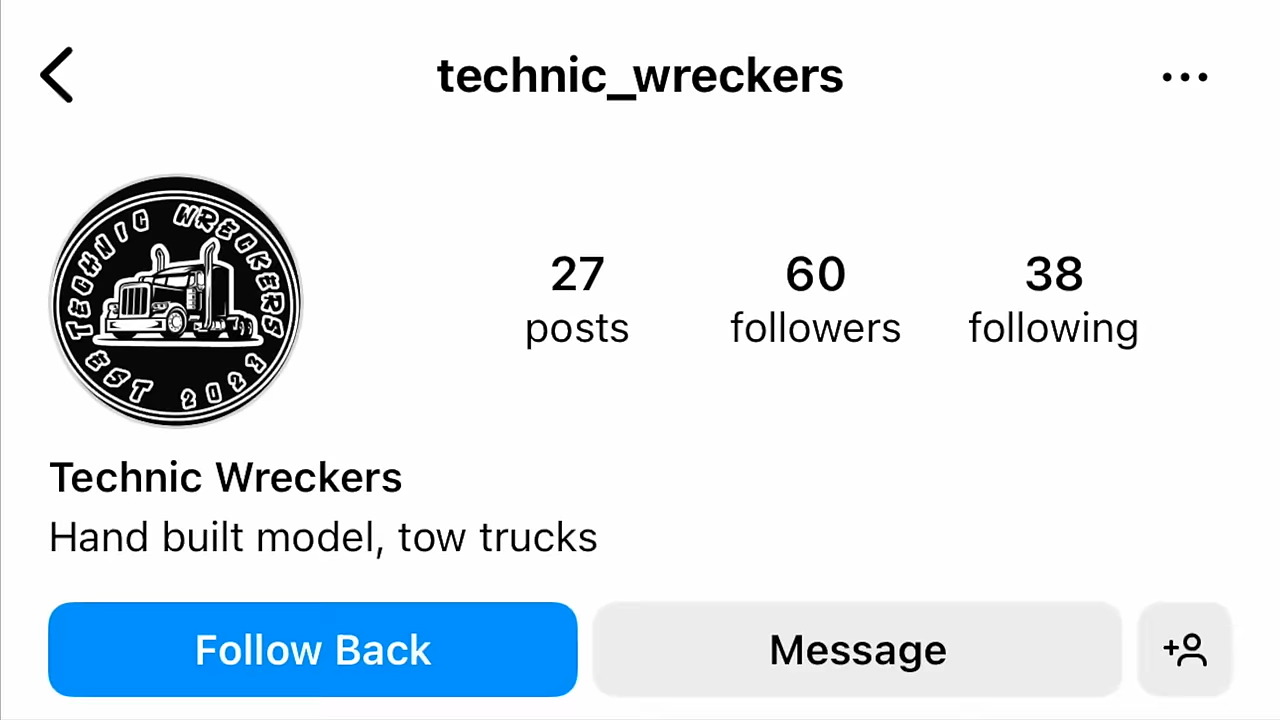 technic_wreckers
TECHNIC WRECKERS
EST 2023
27
60
38
posts
followers
following
Technic Wreckers
Hand built model, tow trucks
Follow Back
Message